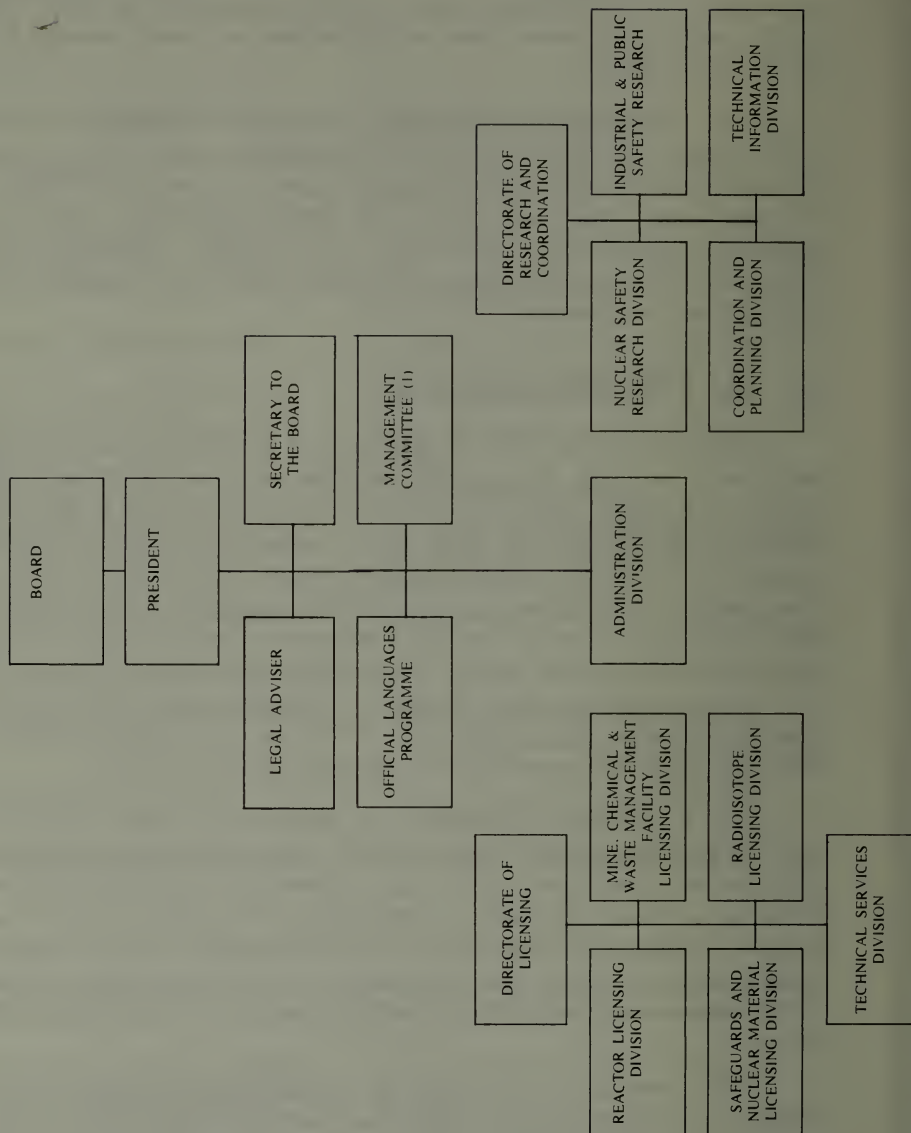 BOARD
PRESIDENT
LEGAL ADVISER
SECRETARY TO
THE BOARD
OFFICIAL LANGUAGES
PROGRAMME
MANAGEMENT
COMMITTEE (1)
DIRECTORATE OF
LICENSING
ADMINISTRATION
DIVISION
DIRECTORATE OF
RESEARCH AND
COORDINATION
REACTOR LICENSING
DIVISION
MINE. CHEMICAL &
WASTE MANAGEMENT
FACILITY
LICENSING DIVISION
NUCLEAR SAFETY
RESEARCH DIVISION
INDUSTRIAL & PUBLIC
SAFETY RESEARCH
SAFEGUARDS AND
NUCLEAR MATERIAL
LICENSING DIVISION
RADIOISOTOPE
LICENSING DIVISION
COORDINATION AND
PLANNING DIVISION
TECHNICAL
INFORMATION
DIVISION
TECHNICAL SERVICES
DIVISION